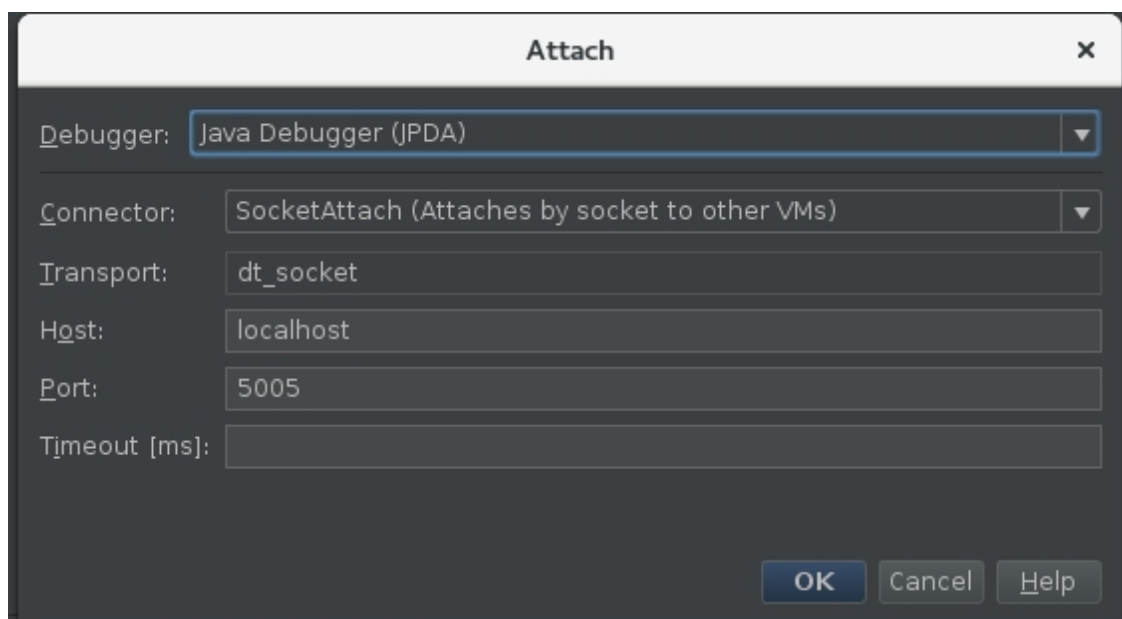 Attach ×
Debugger: Java Debugger (JPDA)
Connector: SocketAttach (Attaches by socket to other VMs)
Transport: dt_socket
Host: localhost
Port: 5005
Timeout [ms]:
OK Cancel Help